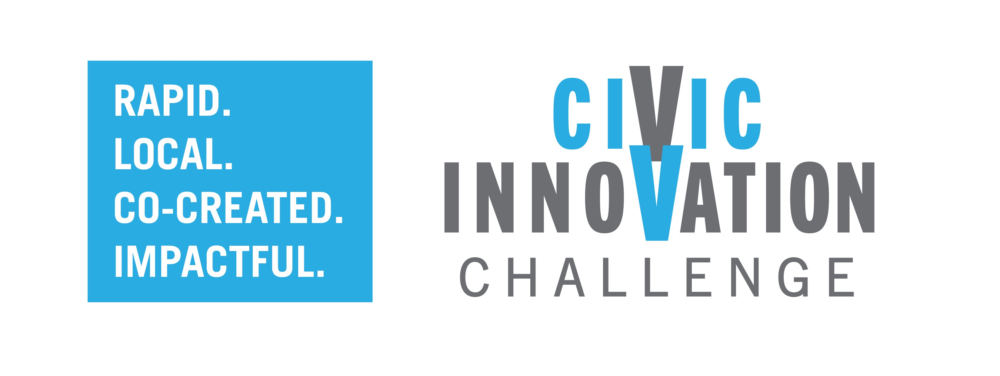 RAPID.
LOCAL.
CO-CREATED.
IMPACTFUL.
CIVIC
INNOVATION
CHALLENGE